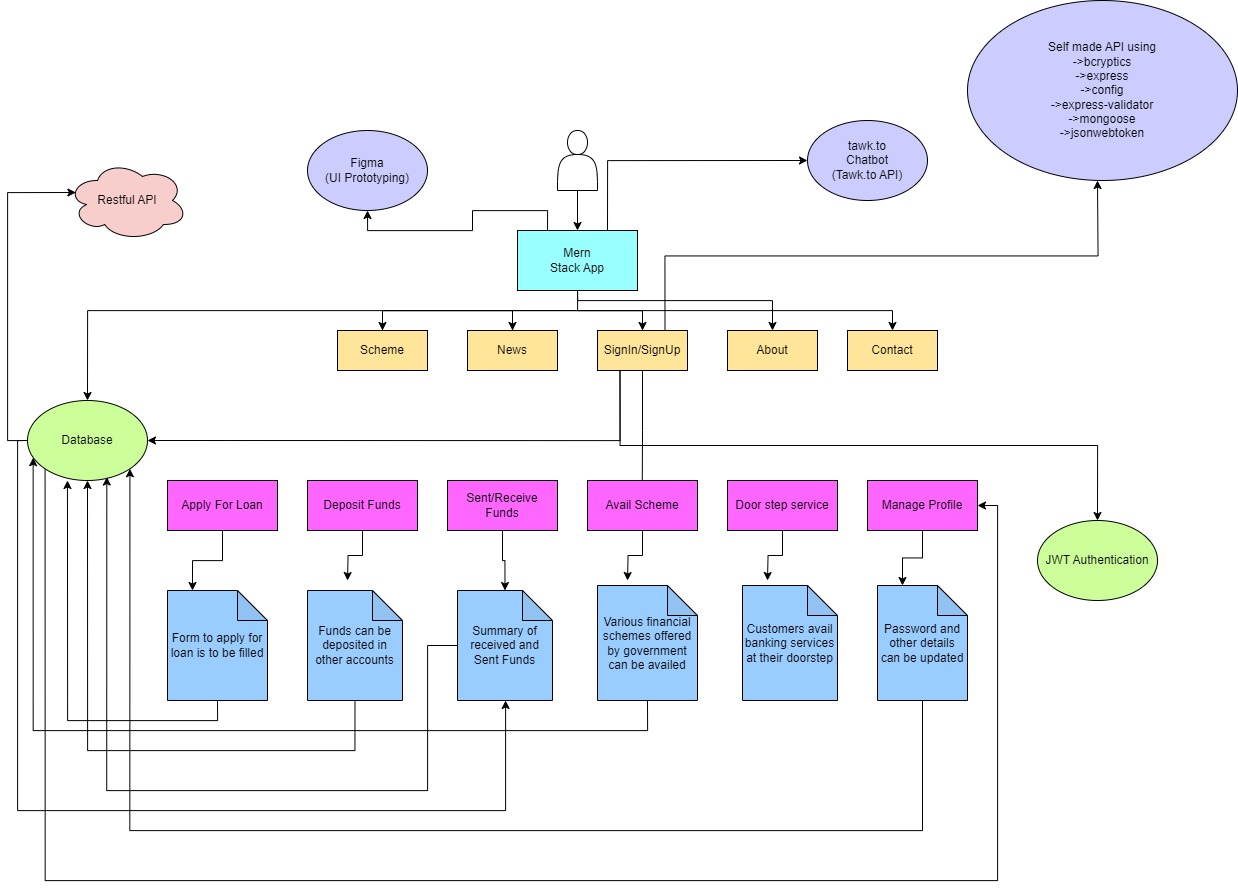 Self made API using
->bcryptics
->express
->config
->express-validator
->mongoose
->jsonwebtoken
Figma
(UI Prototyping)
tawk.to
Chatbot
(Tawk.to API)
Restful API
Mern
Stack App
Scheme
News
SignIn/SignUp
About
Contact
Database
Apply For Loan
Deposit Funds
Sent/Receive
Funds
Avail Scheme
Door step service
Manage Profile
JWT Authentication
Form to apply for
loan is to be filled
Funds can be
deposited in
other accounts
Summary of
received and
Sent Funds
Various financial
schemes offered
by government
can be availed
Customers avail
banking services
at their doorstep
Password and
other details
can be updated